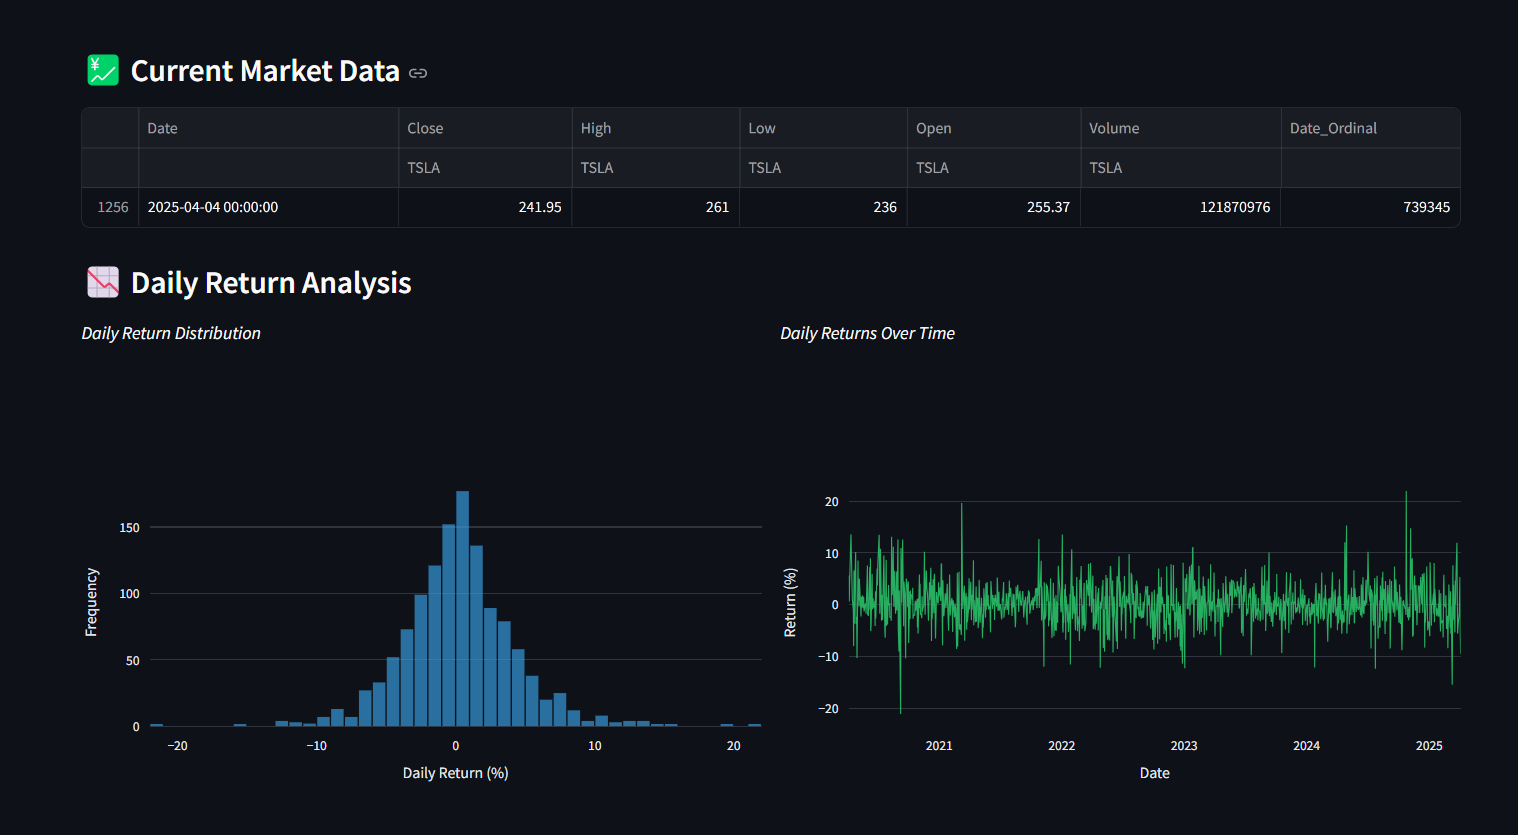 Current Market Data
Date Close High Low Open Volume Date_Ordinal
TSLA TSLA TSLA TSLA TSLA
1256 2025-04-04 00:00:00 241.95 261 236 255.37 121870976 739345
Daily Return Analysis
Daily Return Distribution
150
100
50
0
Frequency
−20 −10 0 10 20
Daily Return (%)
Daily Returns Over Time
20
10
0
−10
−20
Return (%)
2021 2022 2023 2024 2025
Date